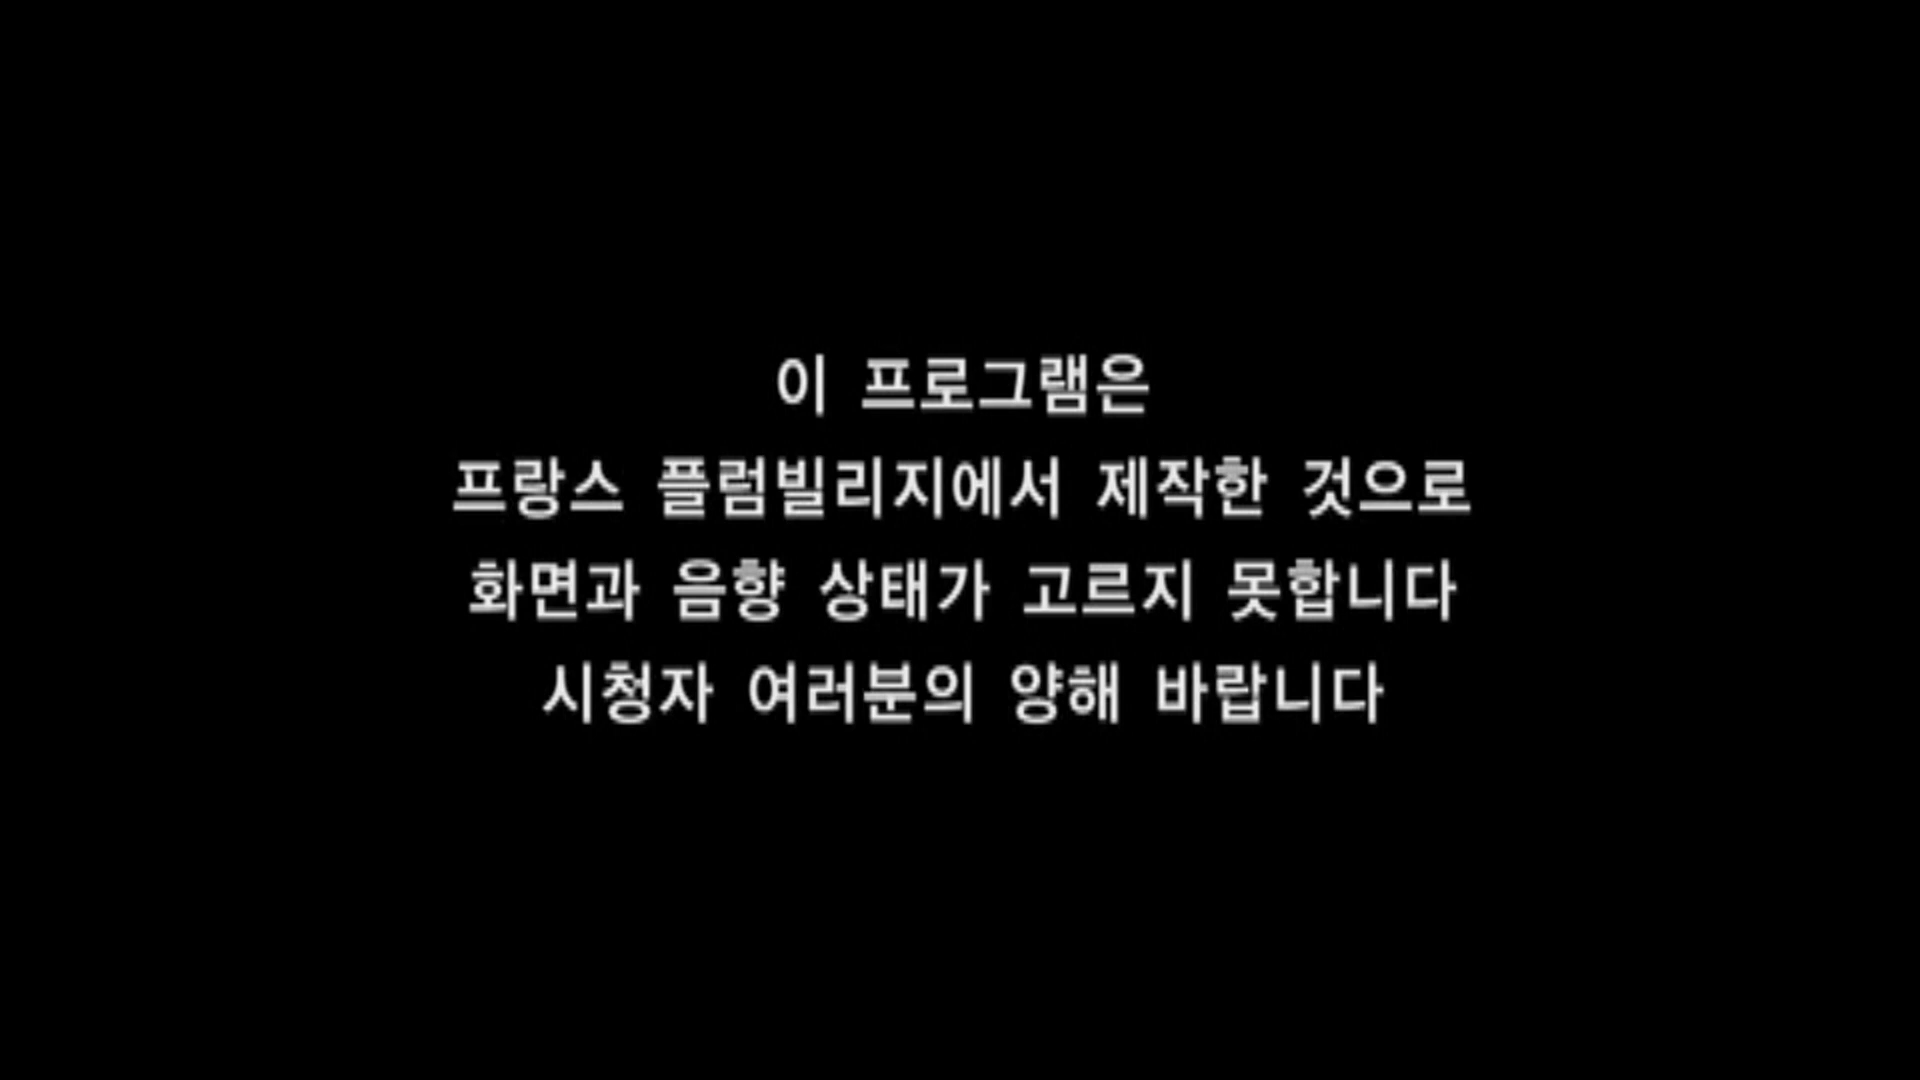 이 프로그램은
프랑스 플럼빌리지에서 제작한 것으로
화면과 음향 상태가 고르지 못합니다
시청자 여러분의 양해 바랍니다